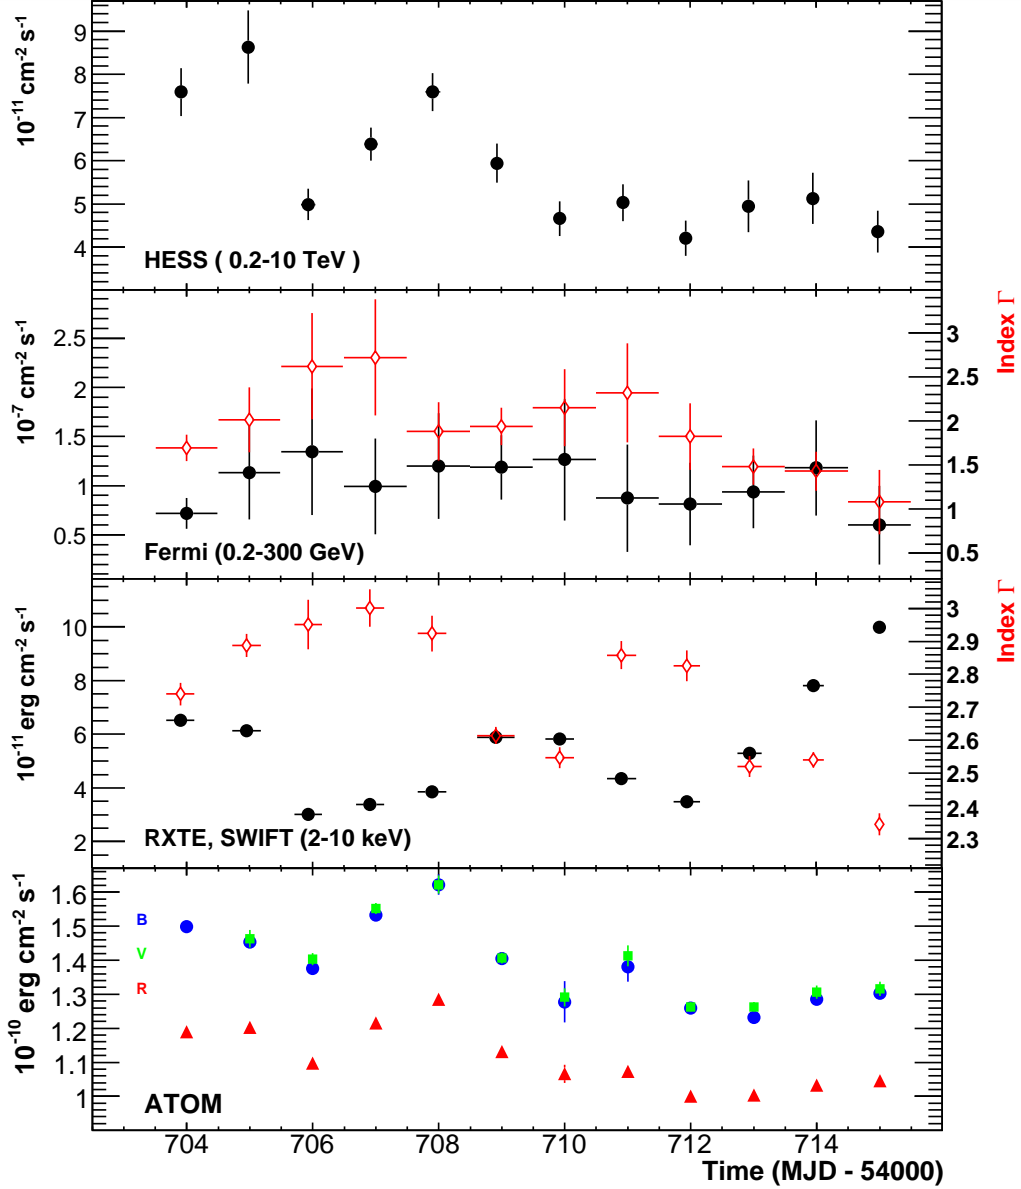 9
8
7
6
5
4
10⁻¹¹ cm⁻² s⁻¹
HESS ( 0.2-10 TeV )
2.5
2
1.5
1
0.5
10⁻⁷ cm⁻² s⁻¹
Fermi (0.2-300 GeV)
3
2.5
2
1.5
1
0.5
Index Γ
10
8
6
4
2
10⁻¹¹ erg cm⁻² s⁻¹
RXTE, SWIFT (2-10 keV)
3
2.9
2.8
2.7
2.6
2.5
2.4
2.3
Index Γ
1.6
1.5
1.4
1.3
1.2
1.1
1
10⁻¹⁰ erg cm⁻² s⁻¹
B
V
R
ATOM
704 706 708 710 712 714
Time (MJD - 54000)